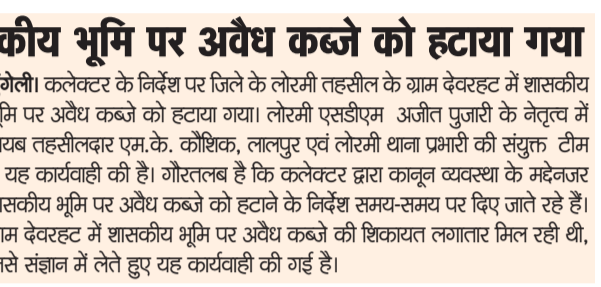 कीय भूमि पर अवैध कब्जे को हटाया गया
गेली। कलेक्टर के निर्देश पर जिले के लोरमी तहसील के ग्राम देवरहट में शासकीय
मि पर अवैध कब्जे को हटाया गया। लोरमी एसडीएम अजीत पुजारी के नेतृत्व में
यब तहसीलदार एम.के. कौशिक, लालपुर एवं लोरमी थाना प्रभारी की संयुक्त टीम
यह कार्यवाही की है। गौरतलब है कि कलेक्टर द्वारा कानून व्यवस्था के मद्देनजर
सकीय भूमि पर अवैध कब्जे को हटाने के निर्देश समय-समय पर दिए जाते रहे हैं।
म देवरहट में शासकीय भूमि पर अवैध कब्जे की शिकायत लगातार मिल रही थी,
से संज्ञान में लेते हुए यह कार्यवाही की गई है।